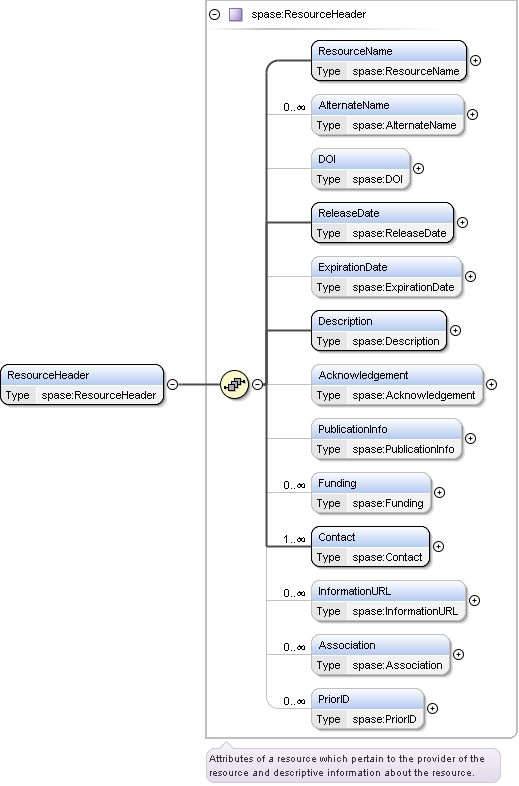 spase:ResourceHeader
ResourceName
Type spase:ResourceName
0..∞
AlternateName
Type spase:AlternateName
DOI
Type spase:DOI
ReleaseDate
Type spase:ReleaseDate
ExpirationDate
Type spase:ExpirationDate
Description
Type spase:Description
ResourceHeader
Type spase:ResourceHeader
Acknowledgement
Type spase:Acknowledgement
PublicationInfo
Type spase:PublicationInfo
0..∞
Funding
Type spase:Funding
1..∞
Contact
Type spase:Contact
0..∞
InformationURL
Type spase:InformationURL
0..∞
Association
Type spase:Association
0..∞
PriorID
Type spase:PriorID
Attributes of a resource which pertain to the provider of the
resource and descriptive information about the resource.